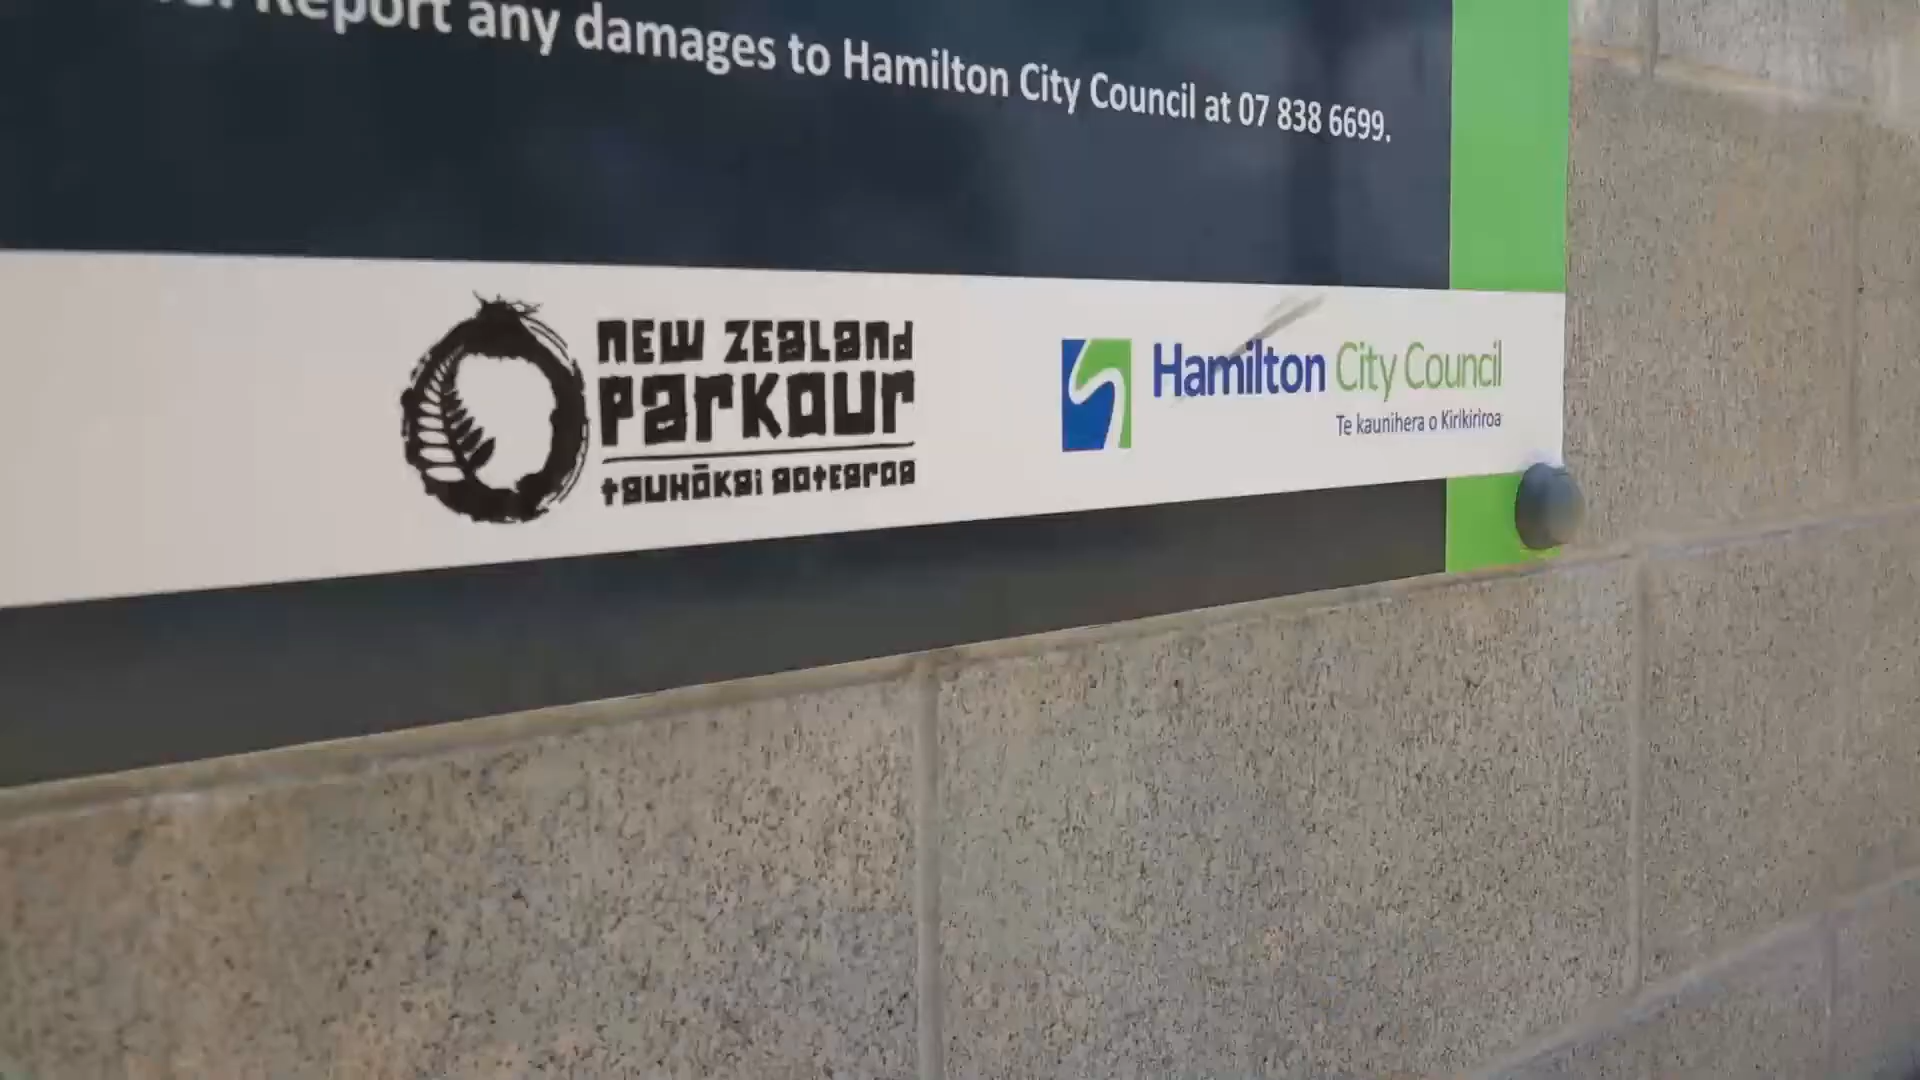 Report any damages to Hamilton City Council at 07 838 6699.
NEW ZEALAND
Parkour
tauhōkai aotearoa
Hamilton City Council
Te kaunihera o Kirikiriroa